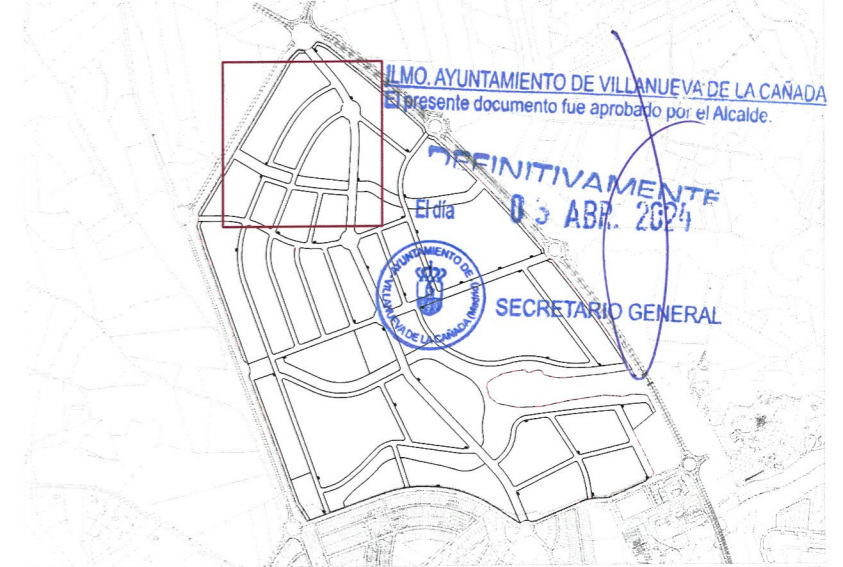 ILMO. AYUNTAMIENTO DE VILLANUEVA DE LA CAÑADA
El presente documento fue aprobado por el Alcalde.
DEFINITIVAMENTE
El día 0 ABR. 2024
AYUNTAMIENTO DE
VILLANUEVA DE LA CAÑADA (Madrid)
SECRETARIO GENERAL